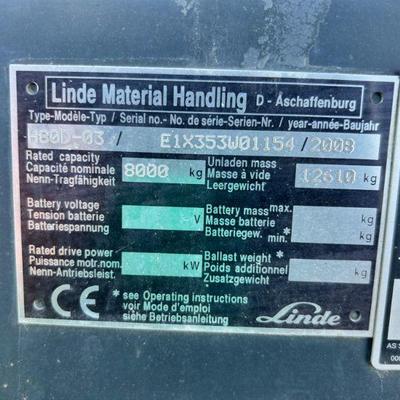 Linde Material Handling D - Aschaffenburg
Type-Modèle-Typ / Serial no.- No. de série-Serien-Nr. / year-année-Baujahr
H80D-03 / E1X353W01154 / 2008
Rated capacity
Capacité nominale
Nenn-Tragfähigkeit
8000 kg
Unladen mass
Masse à vide
Leergewicht
12610 kg
Battery voltage
Tension batterie
Batteriespannung
V
Battery mass max.
Masse batterie
Batteriegew. min.*
kg
kg
Rated drive power
Puissance motr.nom.
Nenn-Antriebsleist.
kW
Ballast weight *
Poids additionnel
Zusatzgewicht
kg
CE
* see Operating instructions
voir Mode d'emploi
siehe Betriebsanleitung
Linde
AS